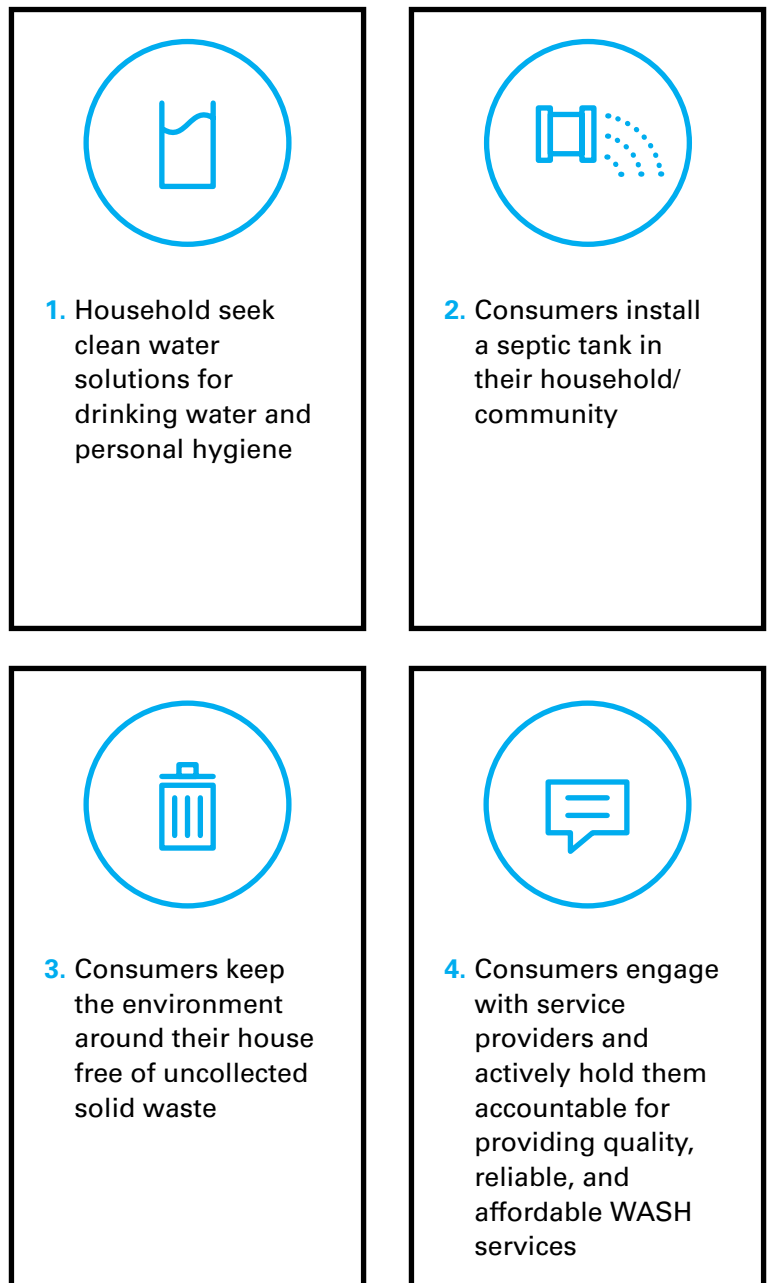 1. Household seek
clean water
solutions for
drinking water and
personal hygiene
2. Consumers install
a septic tank in
their household/
community
3. Consumers keep
the environment
around their house
free of uncollected
solid waste
4. Consumers engage
with service
providers and
actively hold them
accountable for
providing quality,
reliable, and
affordable WASH
services